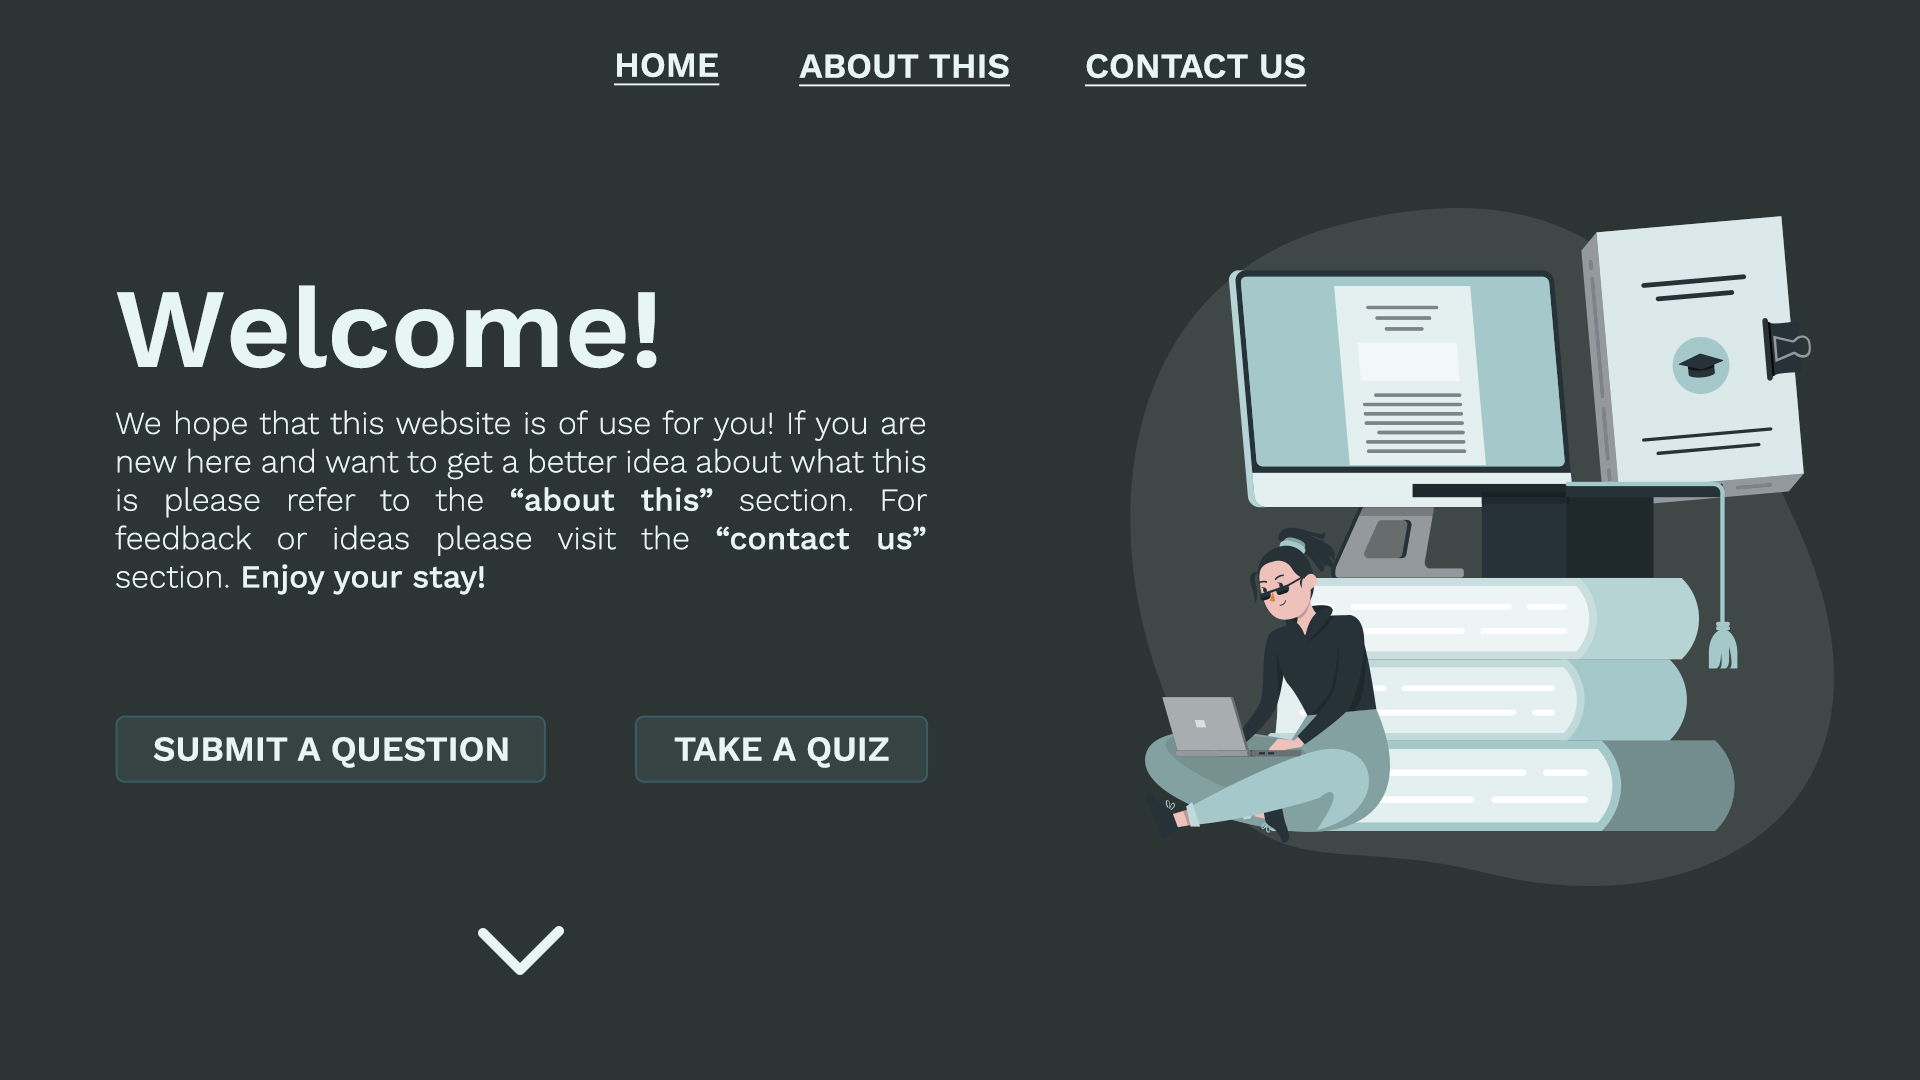 HOME ABOUT THIS CONTACT US
Welcome!
We hope that this website is of use for you! If you are
new here and want to get a better idea about what this
is please refer to the “about this” section. For
feedback or ideas please visit the “contact us”
section. Enjoy your stay!
SUBMIT A QUESTION TAKE A QUIZ